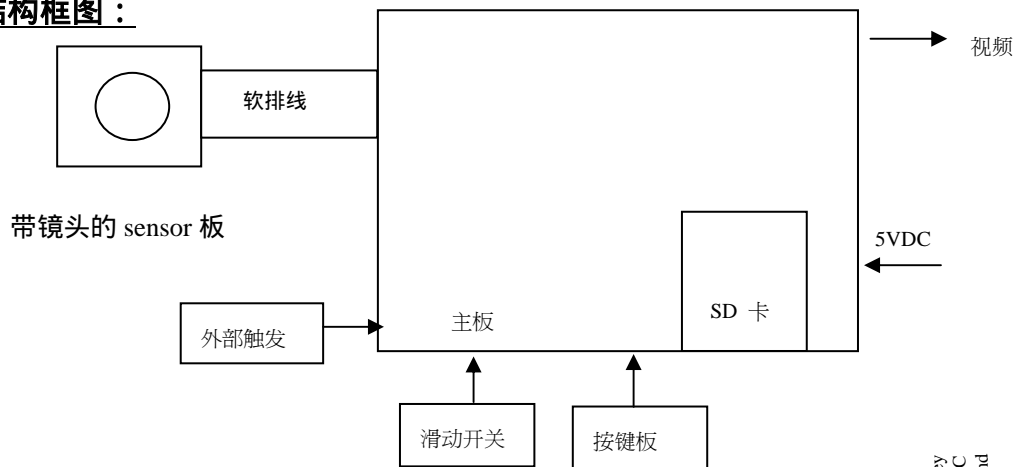 结构框图：
视频
软排线
带镜头的 sensor 板
5VDC
SD 卡
主板
外部触发
滑动开关
按键板